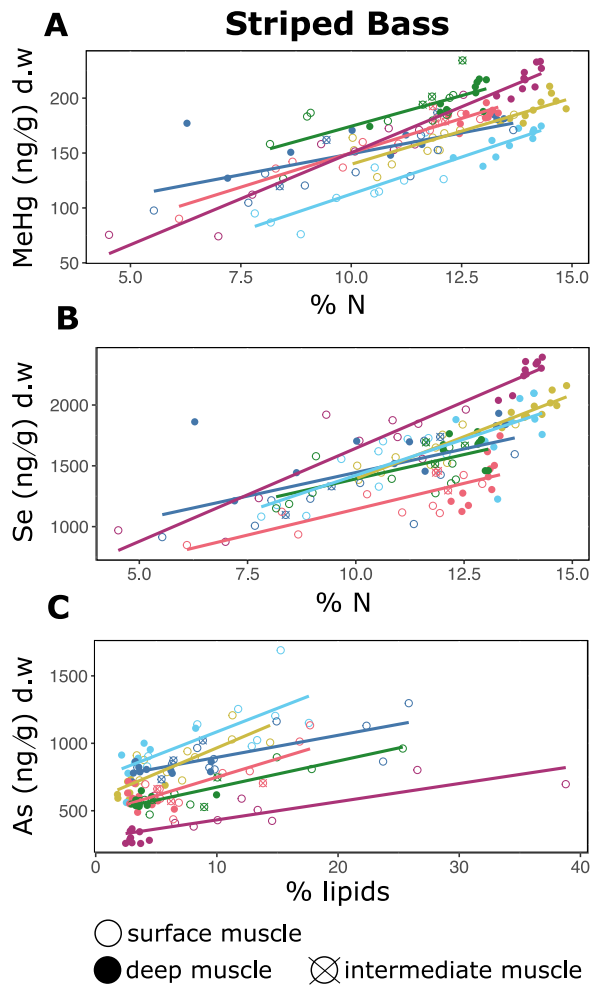 A Striped Bass
MeHg (ng/g) d.w
200
150
100
50
5.0 7.5 10.0 12.5 15.0
% N
B
Se (ng/g) d.w
2000
1500
1000
5.0 7.5 10.0 12.5 15.0
% N
C
As (ng/g) d.w
1500
1000
500
0 10 20 30 40
% lipids
surface muscle
deep muscle intermediate muscle